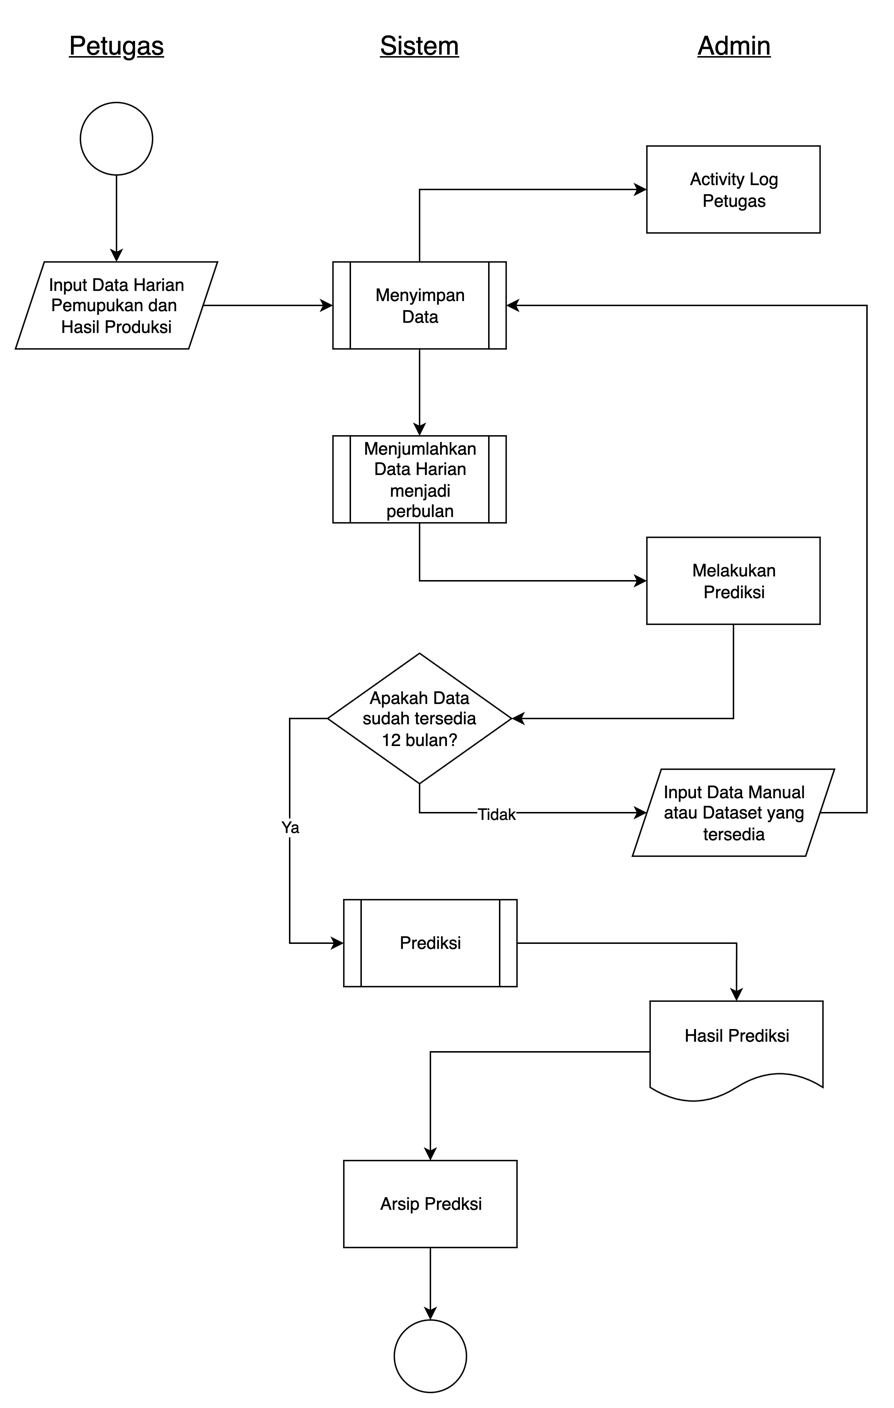 Petugas
Sistem
Admin
Activity Log
Petugas
Input Data Harian
Pemupukan dan
Hasil Produksi
Menyimpan
Data
Menjumlahkan
Data Harian
menjadi
perbulan
Melakukan
Prediksi
Apakah Data
sudah tersedia
12 bulan?
Input Data Manual
atau Dataset yang
tersedia
Tidak
Ya
Prediksi
Hasil Prediksi
Arsip Predksi